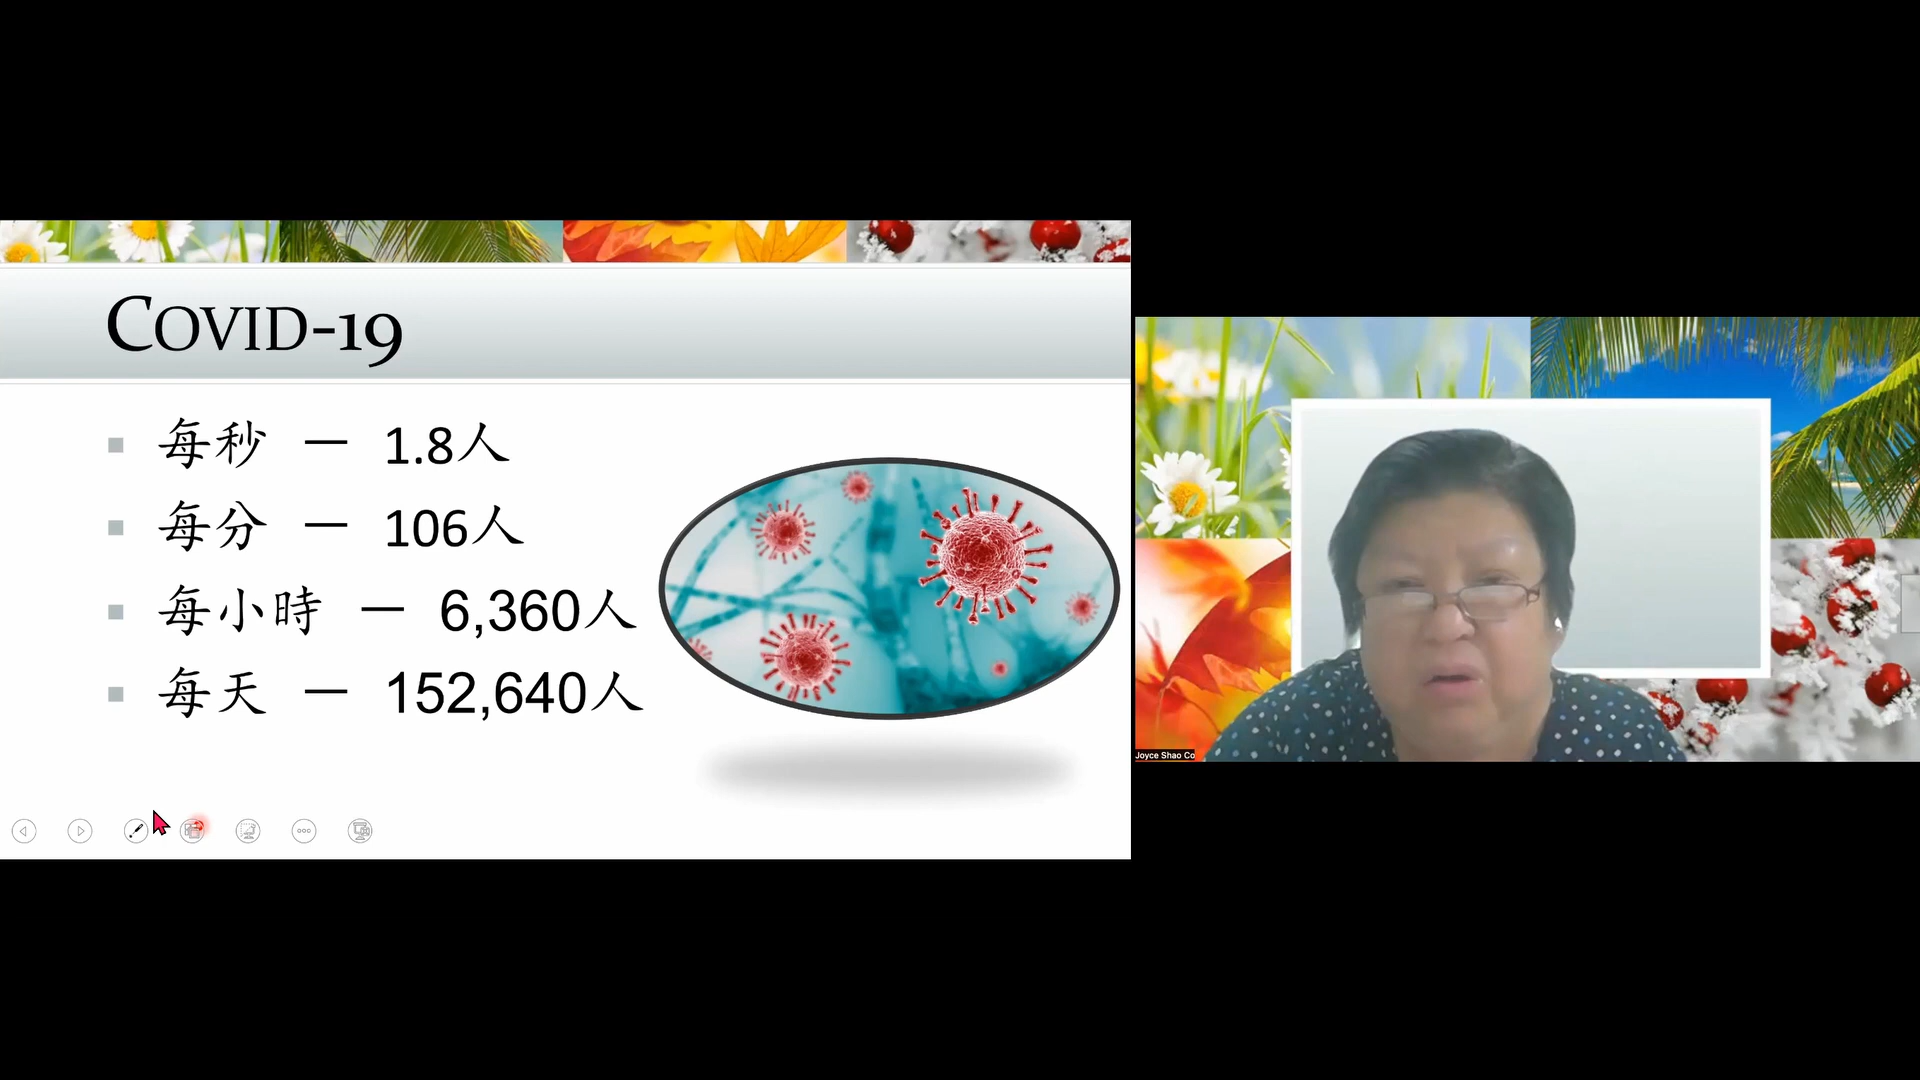 COVID-19
每秒 － 1.8人
每分 － 106人
每小時 － 6,360人
每天 － 152,640人
Joyce Shao Co